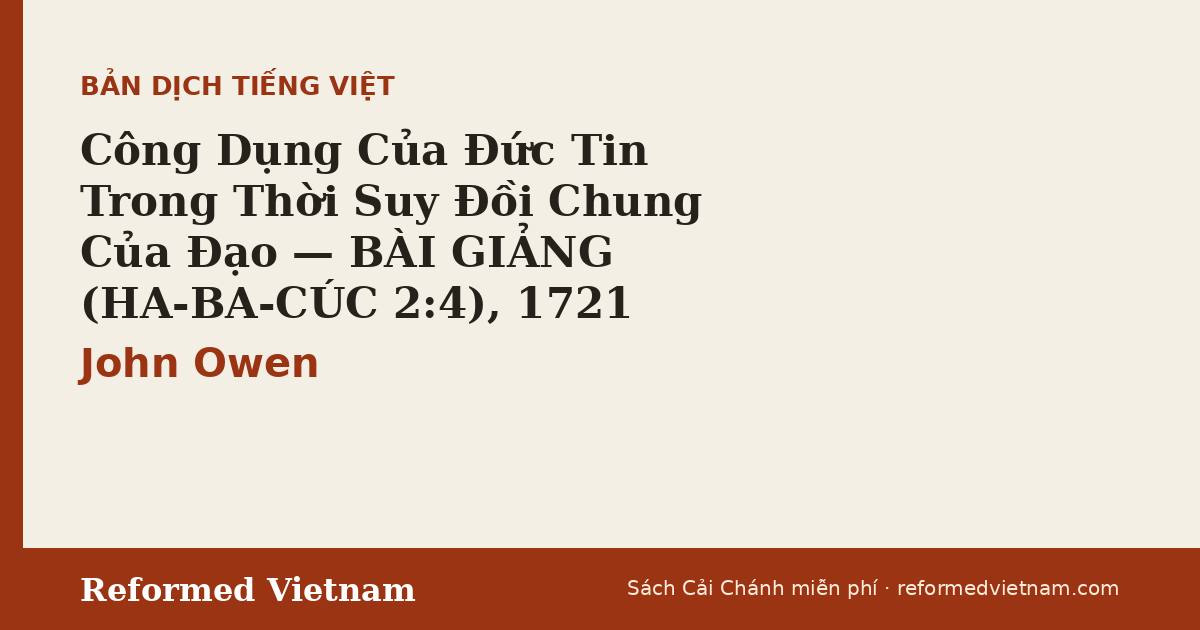 BẢN DỊCH TIẾNG VIỆT
Công Dụng Của Đức Tin
Trong Thời Suy Đồi Chung
Của Đạo — BÀI GIẢNG
(HA-BA-CÚC 2:4), 1721
John Owen
Reformed Vietnam
Sách Cải Chánh miễn phí · reformedvietnam.com